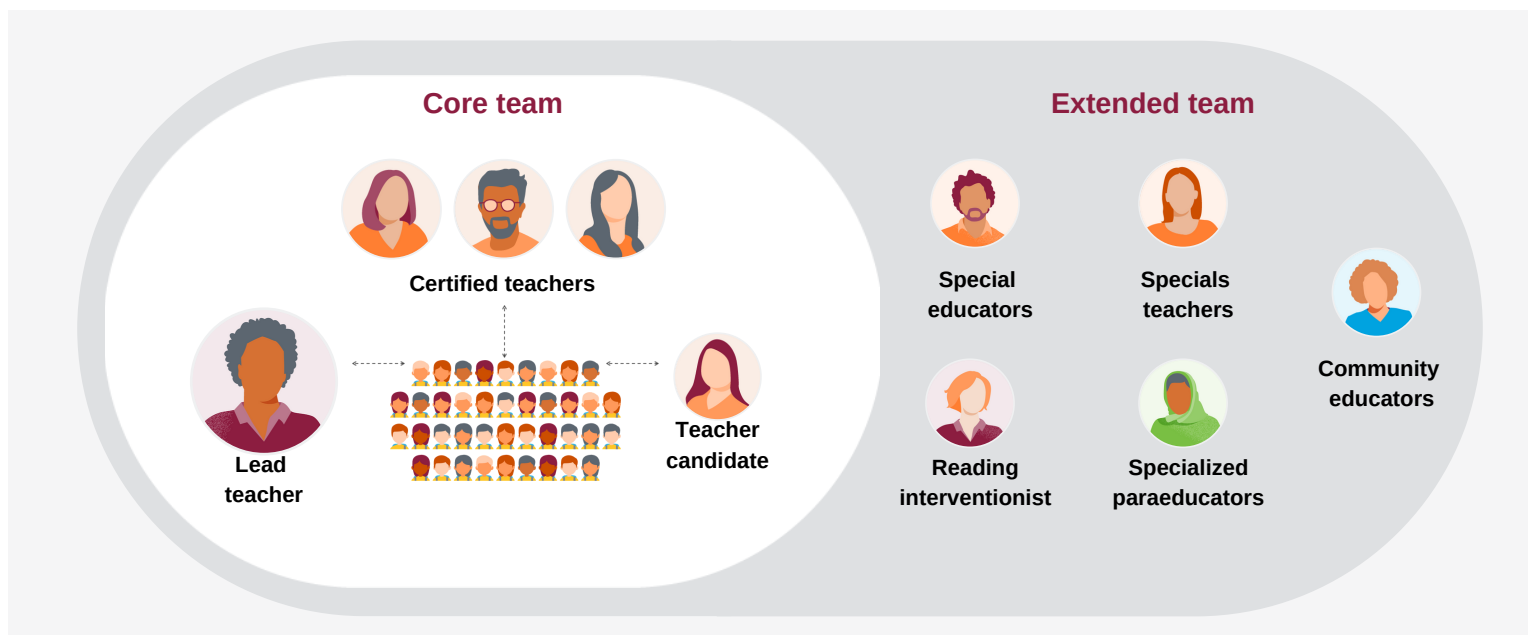 Core team
Certified teachers
Lead
teacher
Teacher
candidate
Extended team
Special
educators
Specials
teachers
Community
educators
Reading
interventionist
Specialized
paraeducators